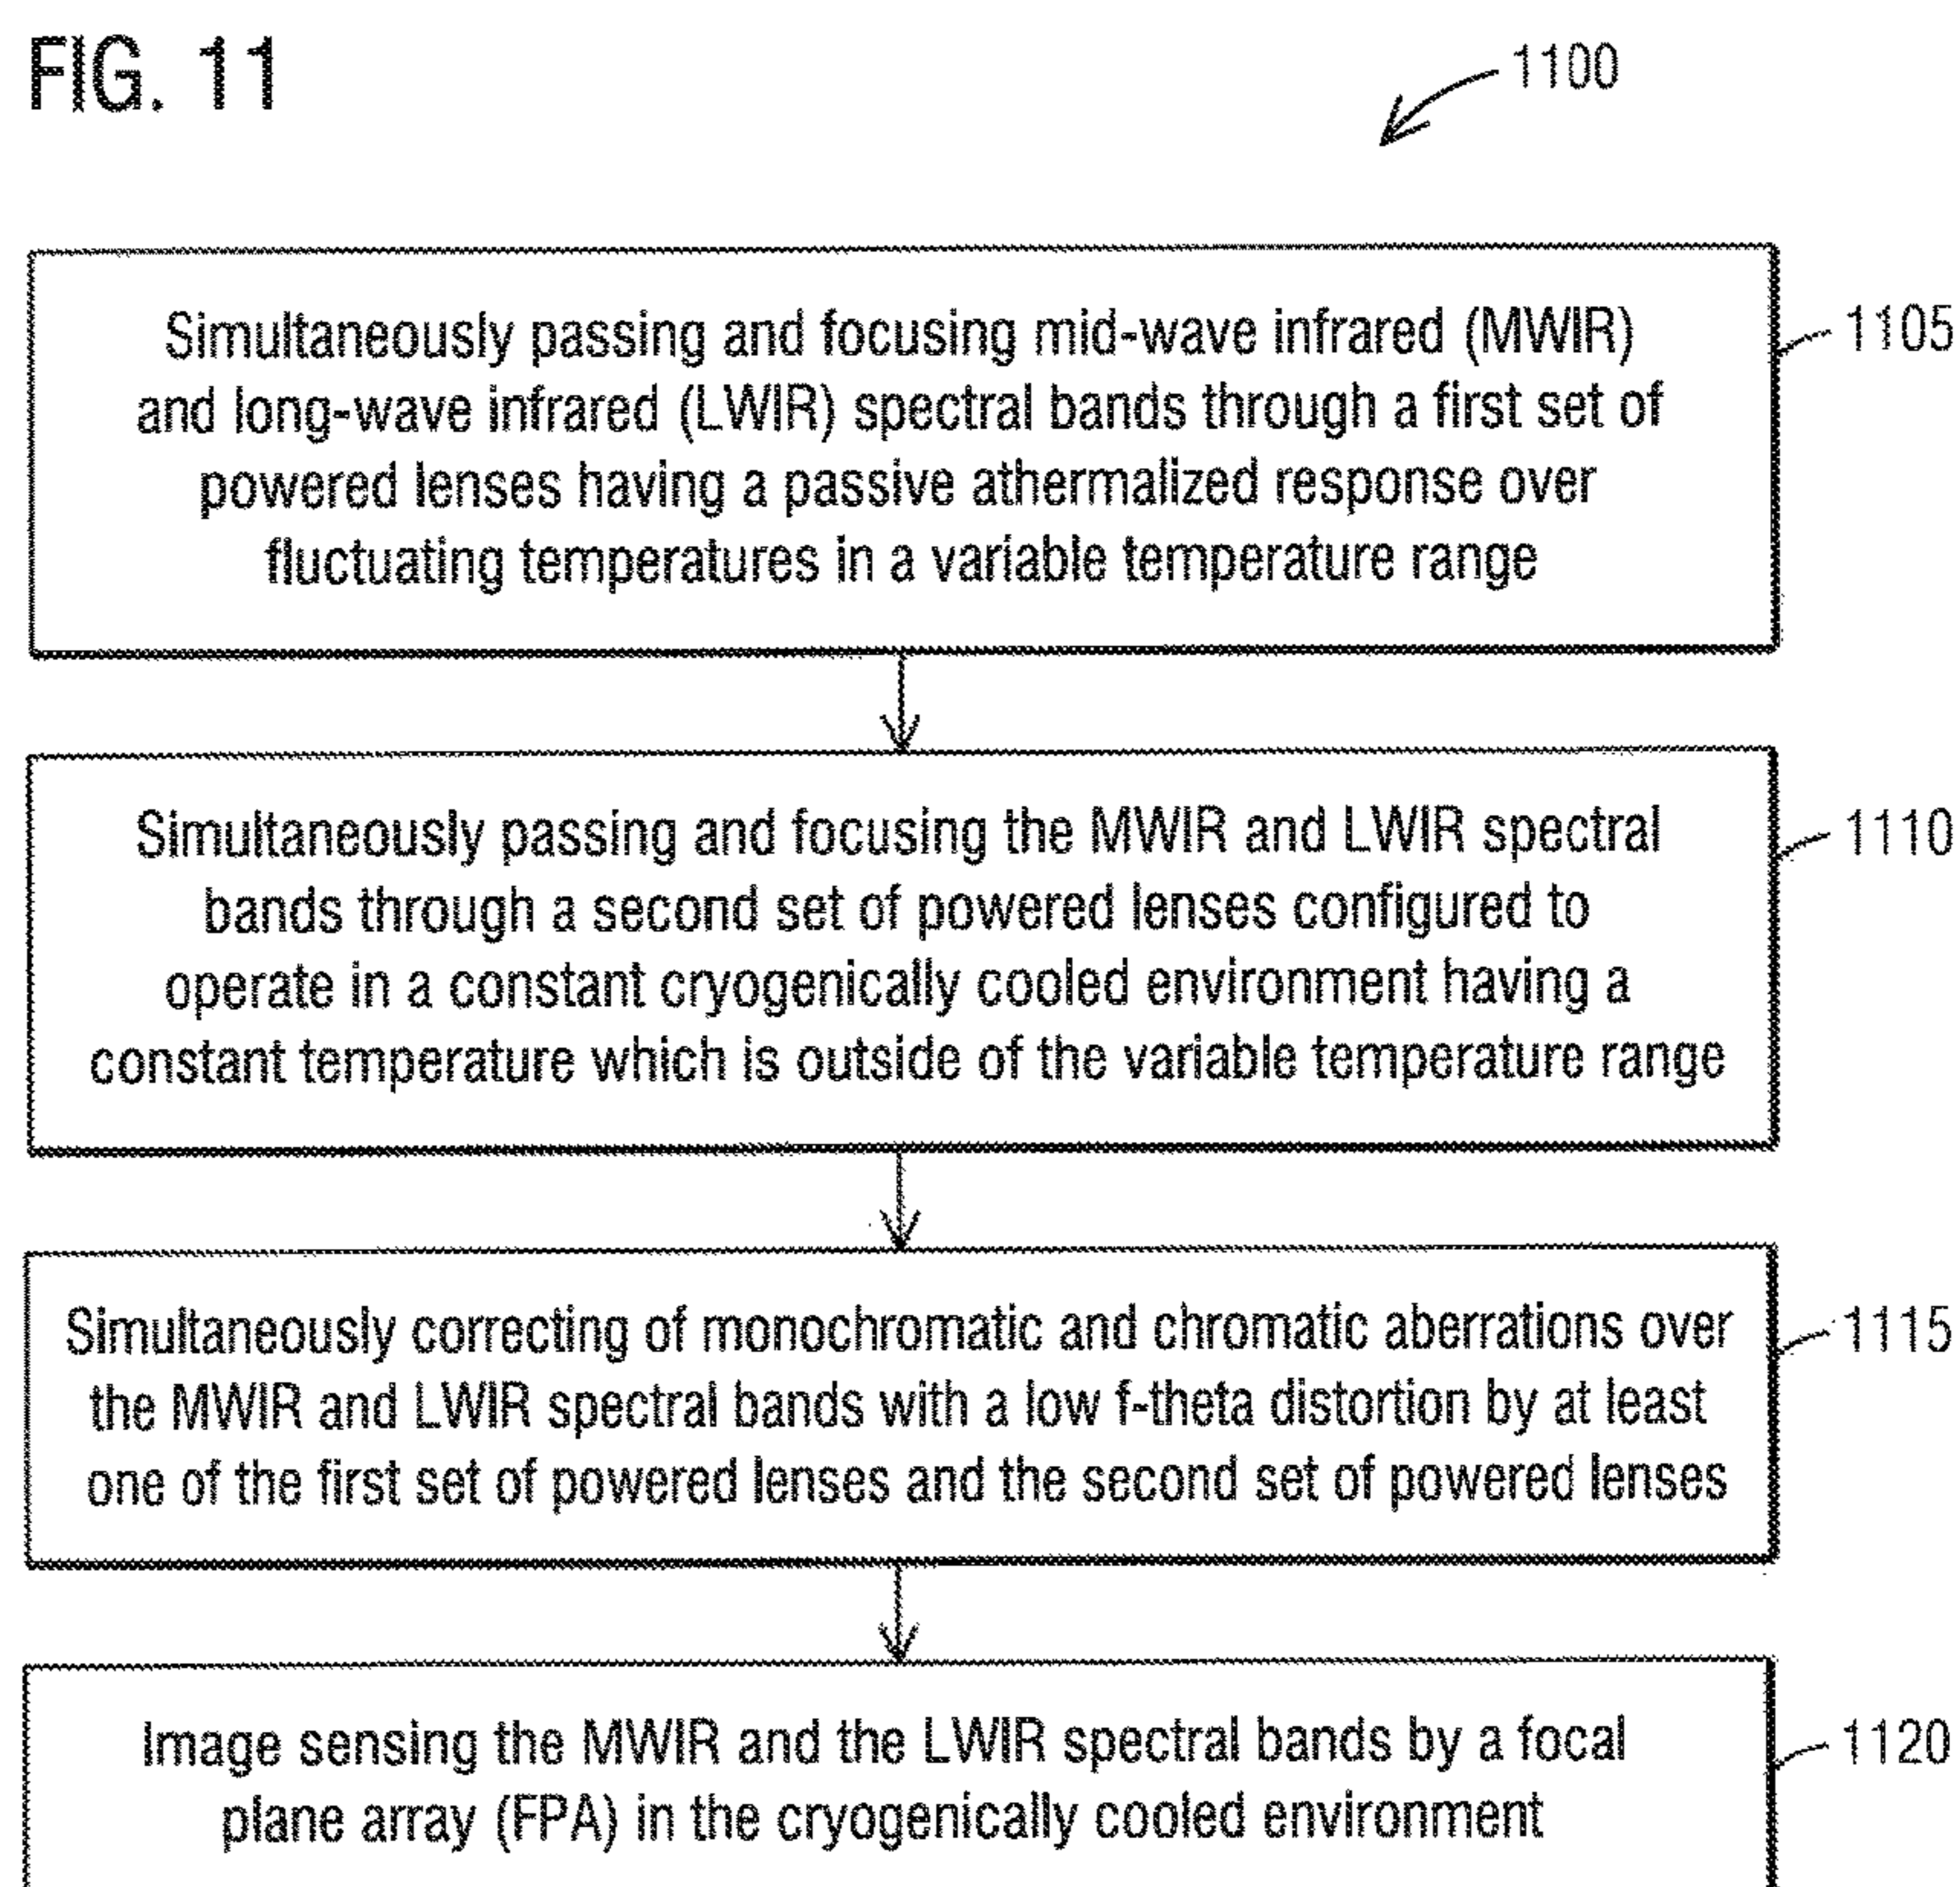 FIG. 11
1100
Simultaneously passing and focusing mid-wave infrared (MWIR)
and long-wave infrared (LWIR) spectral bands through a first set of
powered lenses having a passive athermalized response over
fluctuating temperatures in a variable temperature range
1105
Simultaneously passing and focusing the MWIR and LWIR spectral
bands through a second set of powered lenses configured to
operate in a constant cryogenically cooled environment having a
constant temperature which is outside of the variable temperature range
1110
Simultaneously correcting of monochromatic and chromatic aberrations over
the MWIR and LWIR spectral bands with a low f-theta distortion by at least
one of the first set of powered lenses and the second set of powered lenses
1115
Image sensing the MWIR and the LWIR spectral bands by a focal
plane array (FPA) in the cryogenically cooled environment
1120